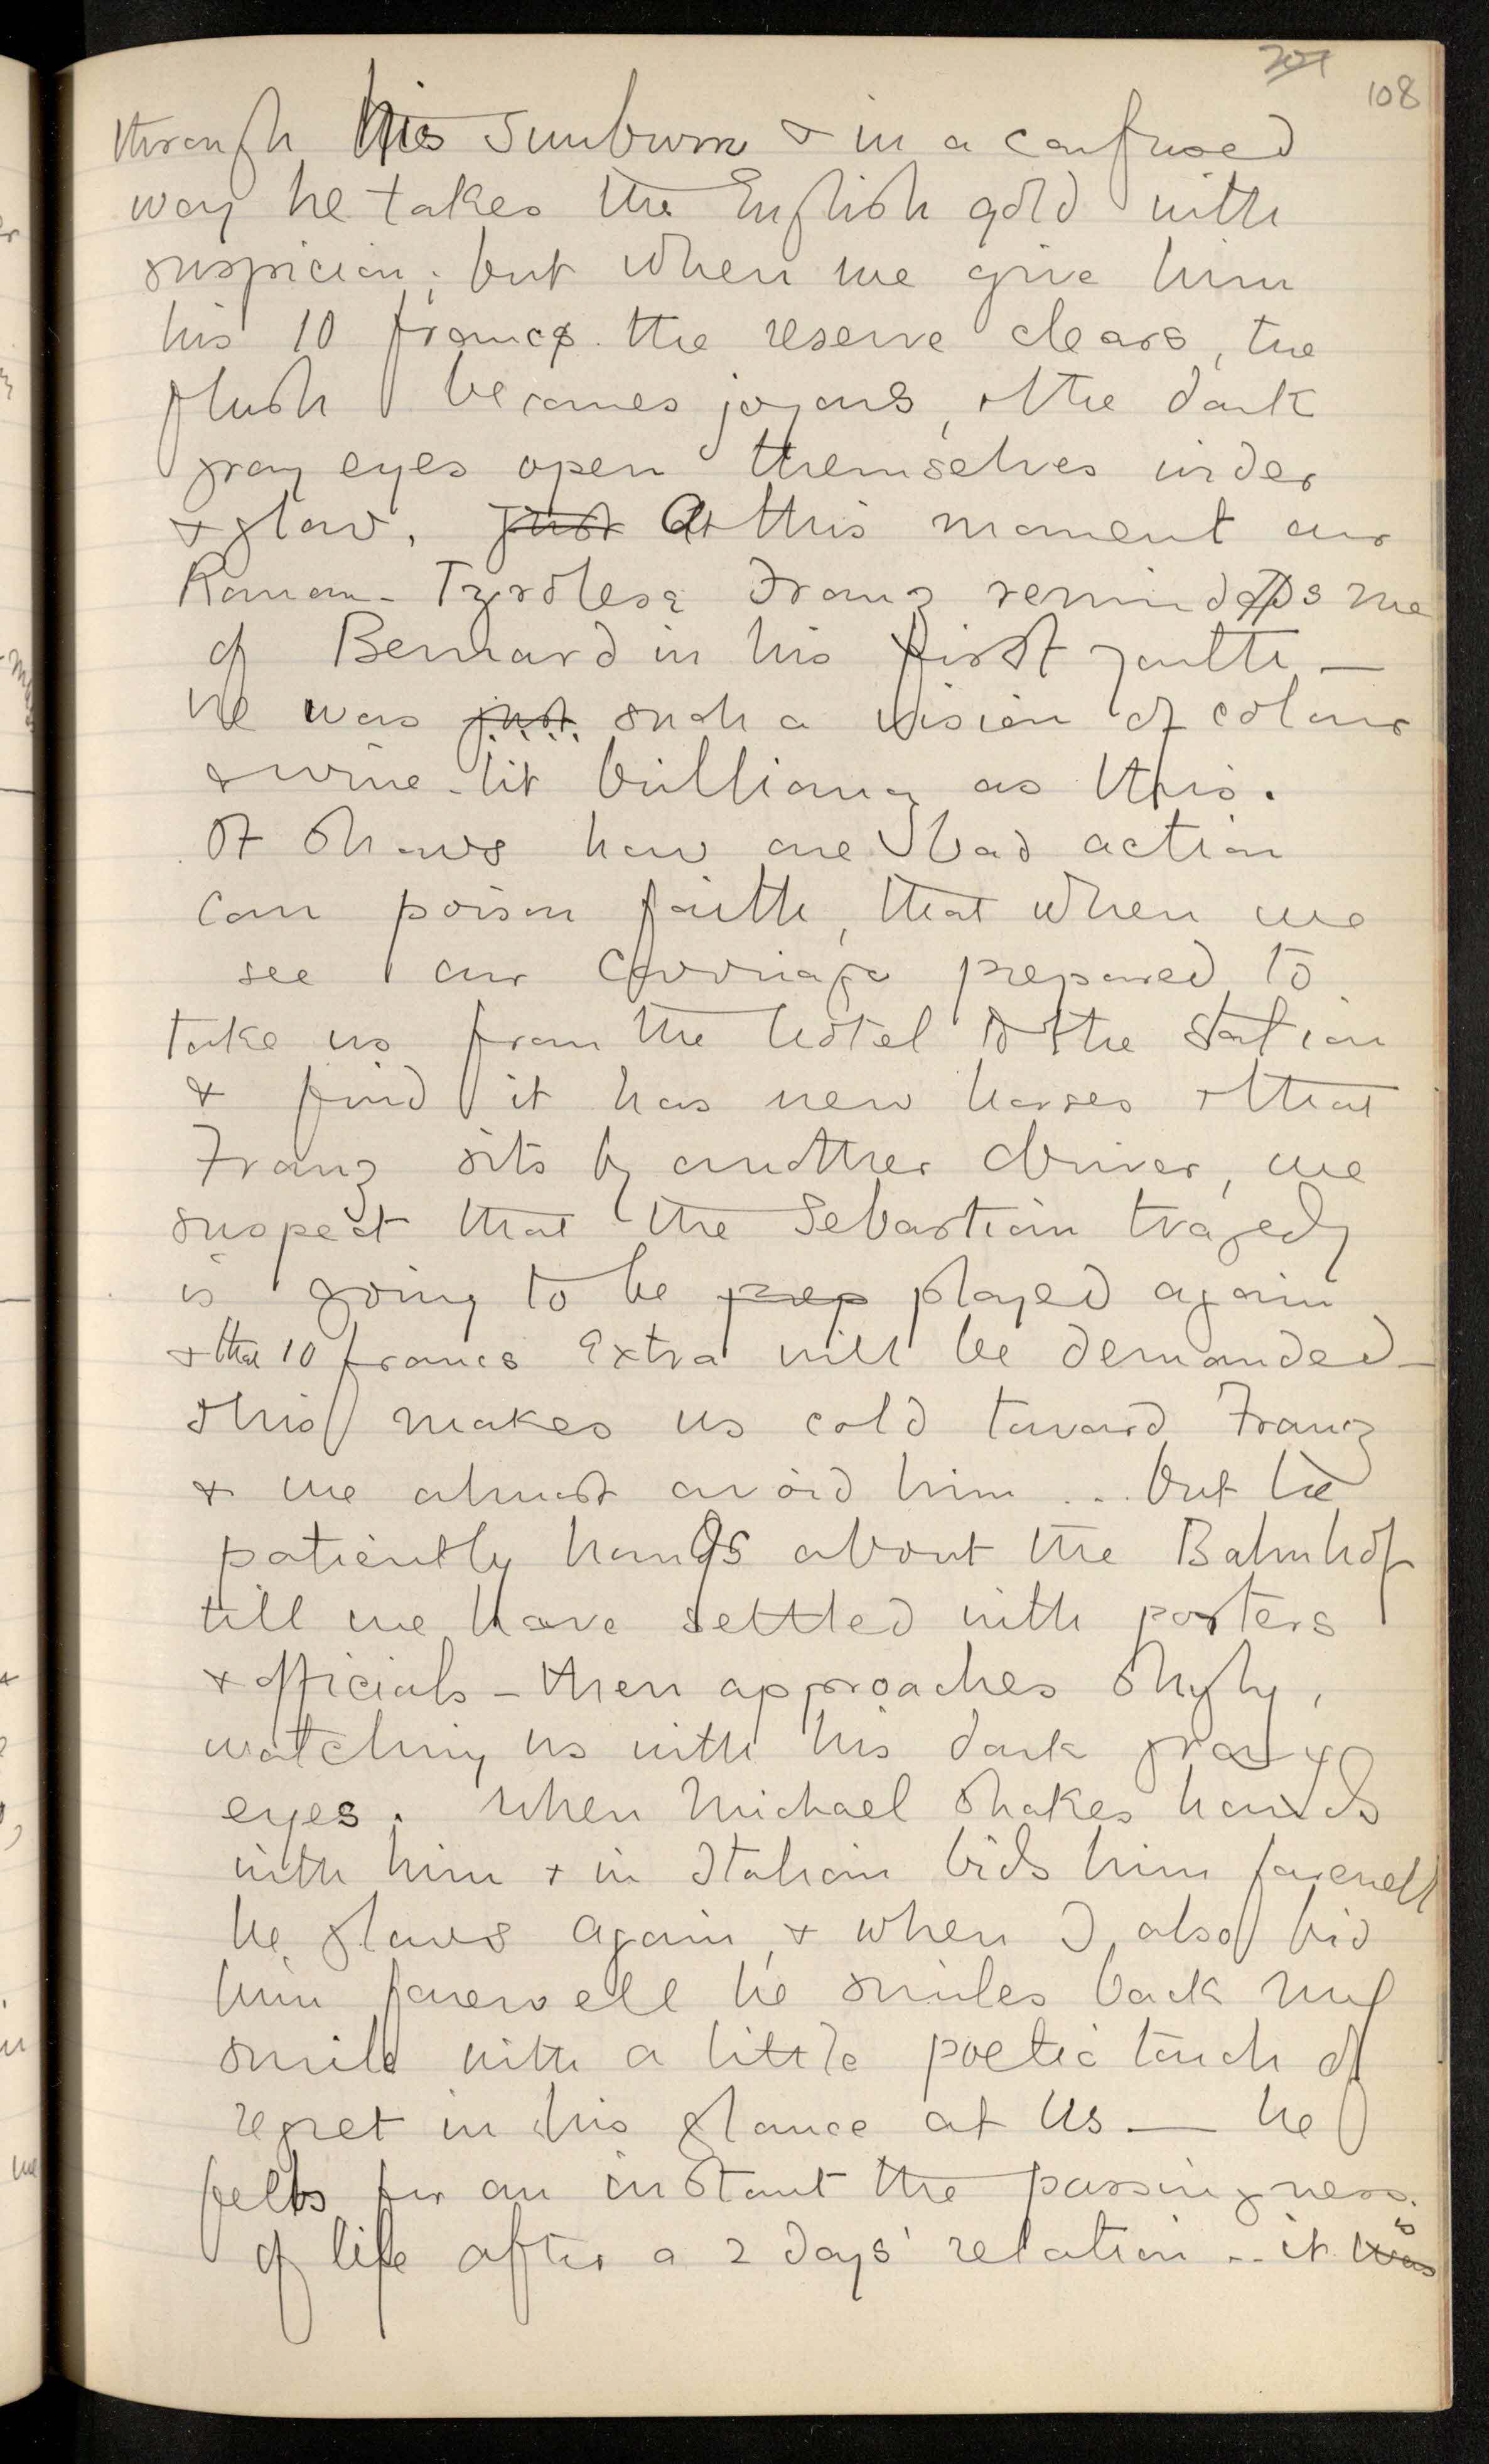 108
through his sunburn & in a confused
way he takes the English gold with
suspicion; but when we give him
his 10 francs the reserve clears, the
flush becomes joyous, & the dark
gray eyes open themselves wider
& glow. just At this moment our
Roman-Tyrolese Franz reminds me
of Bernard in his first youth —
he was just such a vision of colour
& wine-lit brilliancy as this.
It shows how one bad action
can poison faith, that when we
see our carriage prepared to
take us from the hotel to the station
& find it has new horses & that
Franz sits by another driver, we
suspect that the Sebastian tragedy
is going to be prep played again
& that 10 francs extra will be demanded —
this makes us cold toward Franz
& we almost avoid him ... but he
patiently hangs about the Bahnhof
till we have settled with porters
& officials — then approaches shyly,
watching us with his dark gray
eyes. When Michael shakes hands
with him & in Italian bids him farewell
he glows again, & when I also bid
him farewell he smiles back my
smile with a little poetic touch of
regret in his glance at us — he
feels for an instant the passingness
of life after a 2 days' relation .. it was is